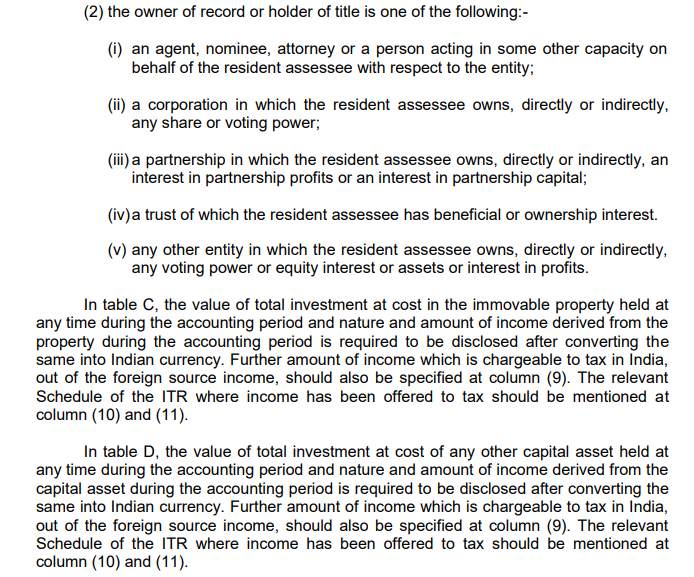 (2) the owner of record or holder of title is one of the following:-
(i) an agent, nominee, attorney or a person acting in some other capacity on
behalf of the resident assessee with respect to the entity;
(ii) a corporation in which the resident assessee owns, directly or indirectly,
any share or voting power;
(iii) a partnership in which the resident assessee owns, directly or indirectly, an
interest in partnership profits or an interest in partnership capital;
(iv) a trust of which the resident assessee has beneficial or ownership interest.
(v) any other entity in which the resident assessee owns, directly or indirectly,
any voting power or equity interest or assets or interest in profits.
In table C, the value of total investment at cost in the immovable property held at
any time during the accounting period and nature and amount of income derived from the
property during the accounting period is required to be disclosed after converting the
same into Indian currency. Further amount of income which is chargeable to tax in India,
out of the foreign source income, should also be specified at column (9). The relevant
Schedule of the ITR where income has been offered to tax should be mentioned at
column (10) and (11).
In table D, the value of total investment at cost of any other capital asset held at
any time during the accounting period and nature and amount of income derived from the
capital asset during the accounting period is required to be disclosed after converting the
same into Indian currency. Further amount of income which is chargeable to tax in India,
out of the foreign source income, should also be specified at column (9). The relevant
Schedule of the ITR where income has been offered to tax should be mentioned at
column (10) and (11).